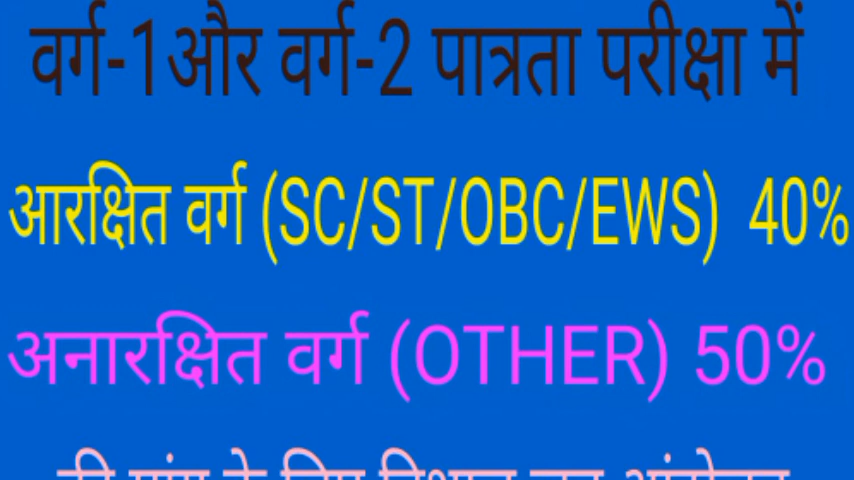 वर्ग-1और वर्ग-2 पात्रता परीक्षा में
आरक्षित वर्ग (SC/ST/OBC/EWS) 40%
अनारक्षित वर्ग (OTHER) 50%
की मांग के लिए